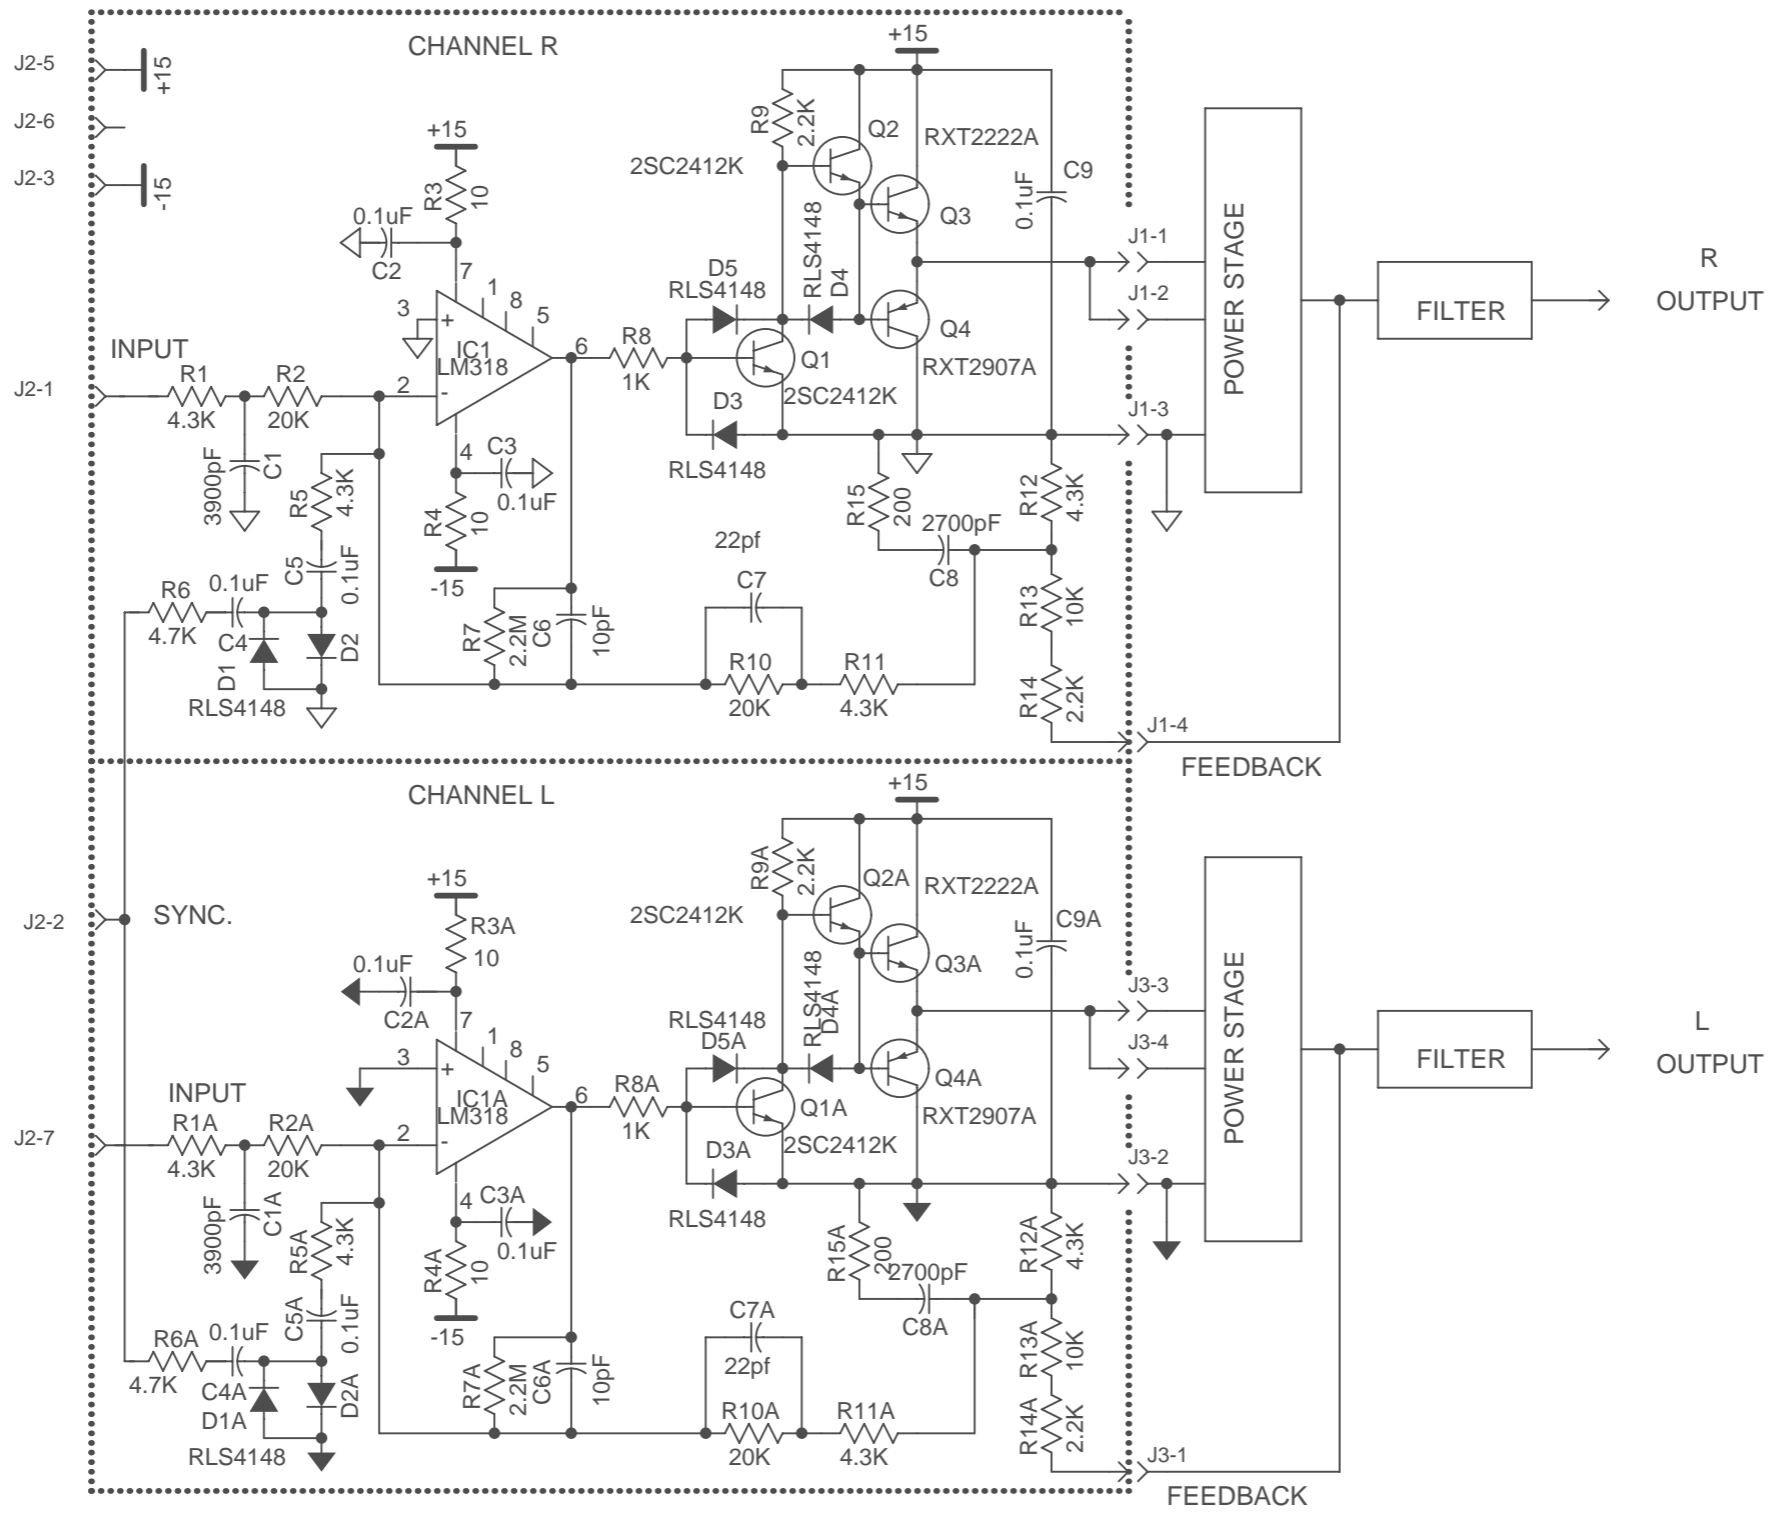 CHANNEL R
J2-5
+15
J2-6
J2-3
-15
+15
R3
10
0.1uF
C2
7
1
8
5
3
+
IC1
LM318
2
-
6
4
C3
0.1uF
R4
10
-15
INPUT
J2-1
R1
4.3K
R2
20K
3900pF
C1
R5
4.3K
C5
0.1uF
R6
4.7K
0.1uF
C4
D1
D2
RLS4148
R7
2.2M
C6
10pF
R8
1K
D5
RLS4148
D3
RLS4148
Q1
2SC2412K
RLS4148
D4
+15
R9
2.2K
Q2
2SC2412K
RXT2222A
Q3
Q4
RXT2907A
C9
0.1uF
R15
200
2700pF
C8
R12
4.3K
R13
10K
R14
2.2K
22pf
C7
R10
20K
R11
4.3K
J1-1
J1-2
J1-3
J1-4
FEEDBACK
POWER STAGE
FILTER
R
OUTPUT
CHANNEL L
J2-2
SYNC.
+15
R3A
10
0.1uF
C2A
7
1
8
5
3
+
IC1A
LM318
2
-
6
4
C3A
0.1uF
R4A
10
-15
INPUT
J2-7
R1A
4.3K
R2A
20K
3900pF
C1A
R5A
4.3K
C5A
0.1uF
R6A
4.7K
0.1uF
C4A
D1A
D2A
RLS4148
R7A
2.2M
C6A
10pF
R8A
1K
RLS4148
D5A
D3A
RLS4148
Q1A
2SC2412K
RLS4148
D4A
+15
R9A
2.2K
Q2A
2SC2412K
RXT2222A
Q3A
Q4A
RXT2907A
C9A
0.1uF
R15A
200
2700pF
C8A
R12A
4.3K
R13A
10K
R14A
2.2K
C7A
22pf
R10A
20K
R11A
4.3K
J3-3
J3-4
J3-2
J3-1
FEEDBACK
POWER STAGE
FILTER
L
OUTPUT